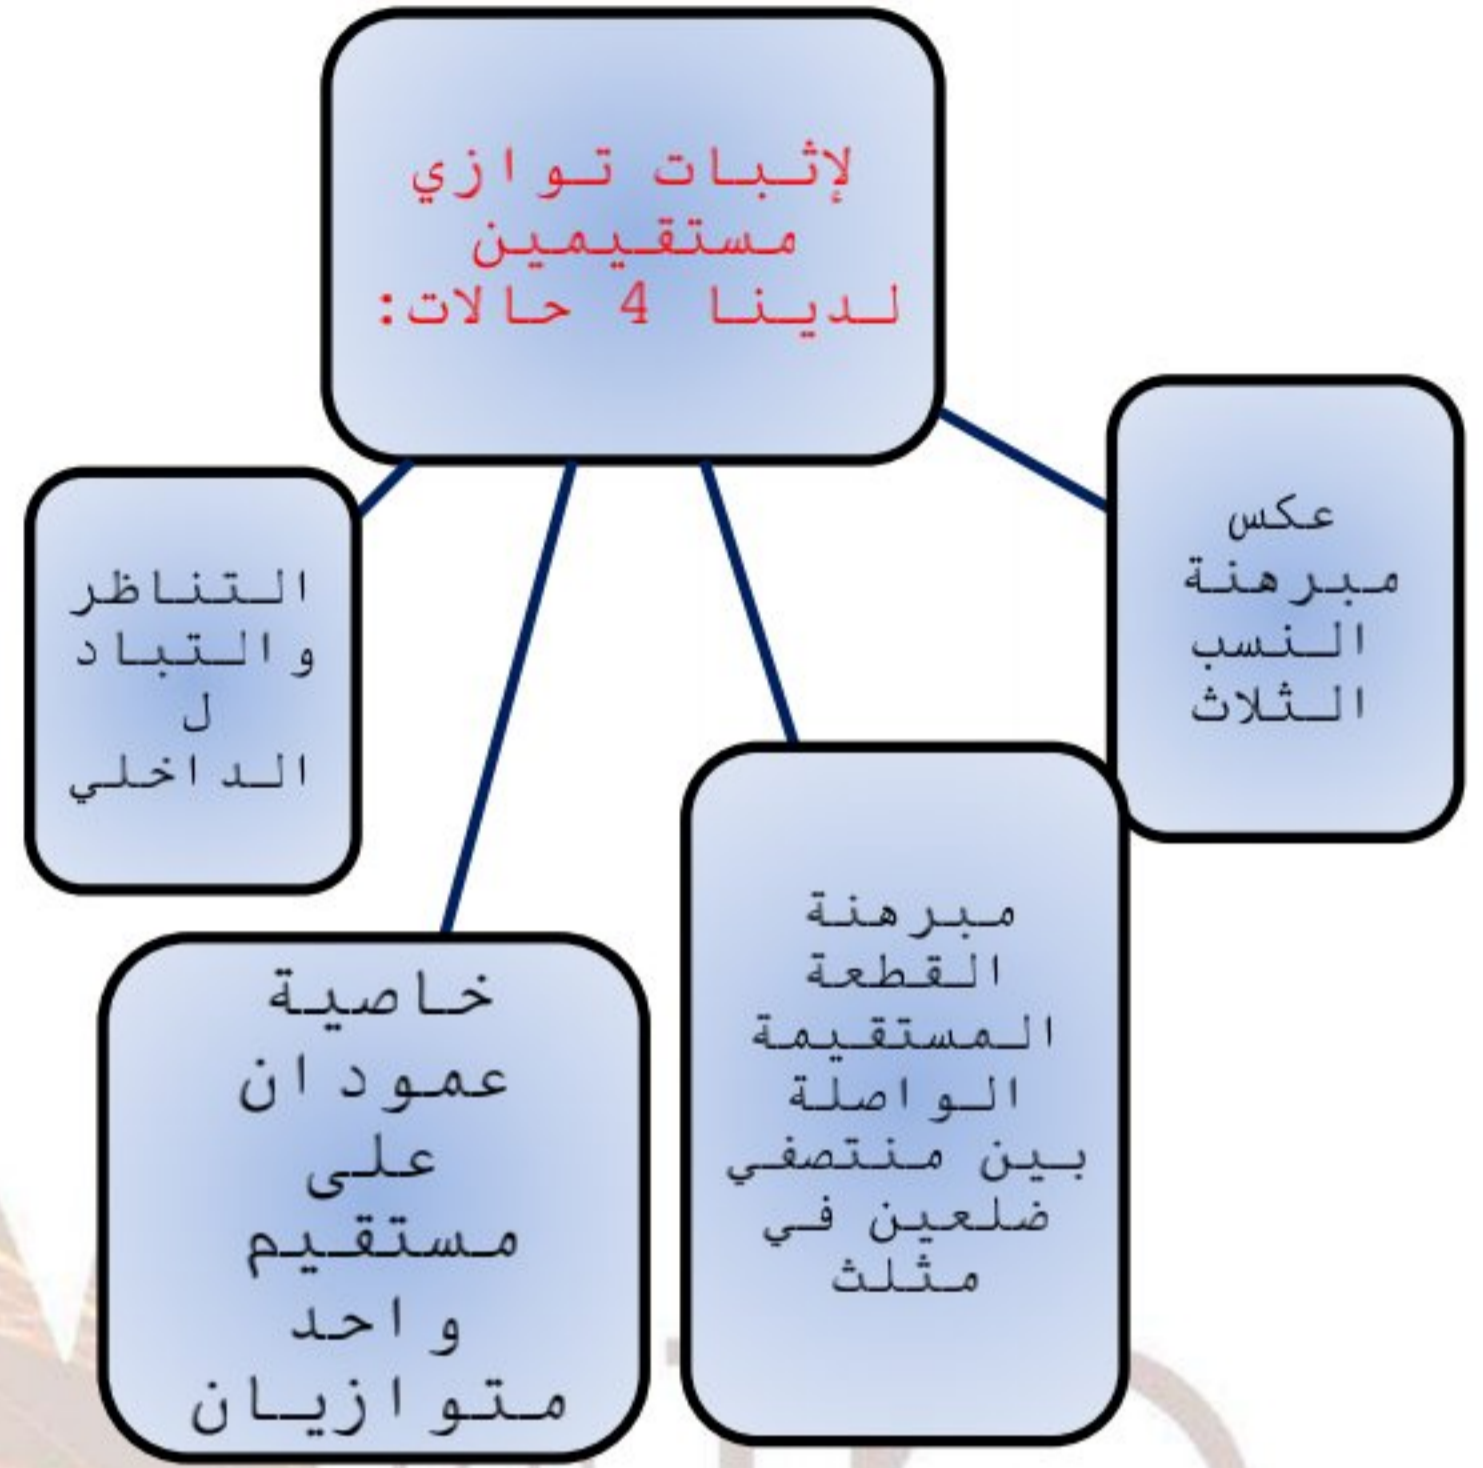 لإثبات توازي
مستقيمين
لدينا 4 حالات:
عكس
مبرهنة
النسب
الثلاث
مبرهنة
القطعة
المستقيمة
الواصلة
بين منتصفي
ضلعين في
مثلث
خاصية
عمودان
على
مستقيم
واحد
متوازيان
التناظر
والتباد
ل
الداخلي